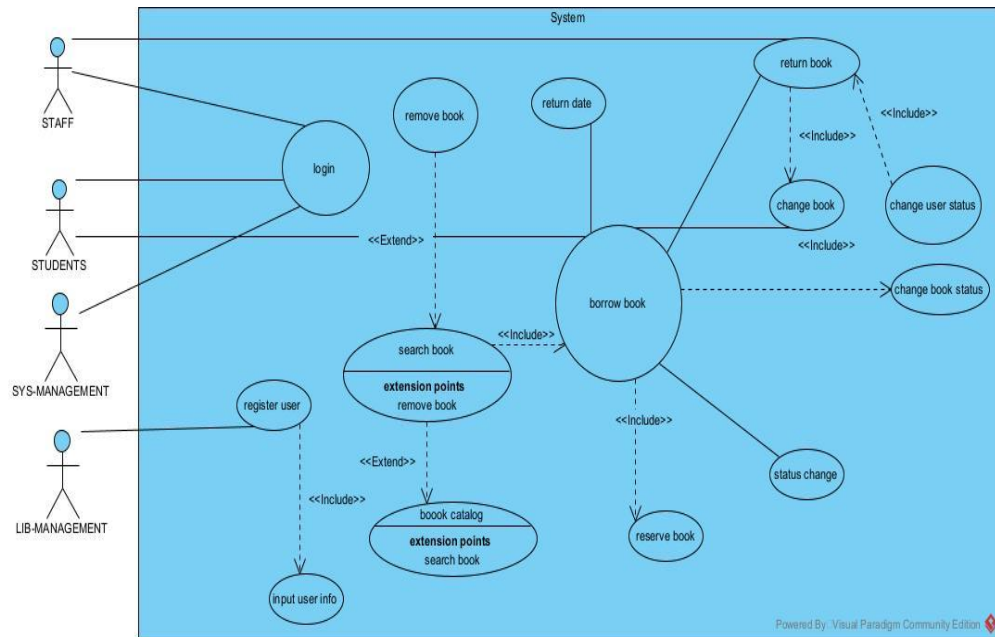 System
STAFF
STUDENTS
SYS-MANAGEMENT
LIB-MANAGEMENT
login
remove book
return date
return book
<<Include>>
<<Include>>
change book
change user status
<<Include>>
<<Extend>>
borrow book
change book status
search book
extension points
remove book
<<Include>>
register user
<<Extend>>
<<Include>>
<<Include>>
status change
boook catalog
extension points
search book
reserve book
input user info
Powered By Visual Paradigm Community Edition